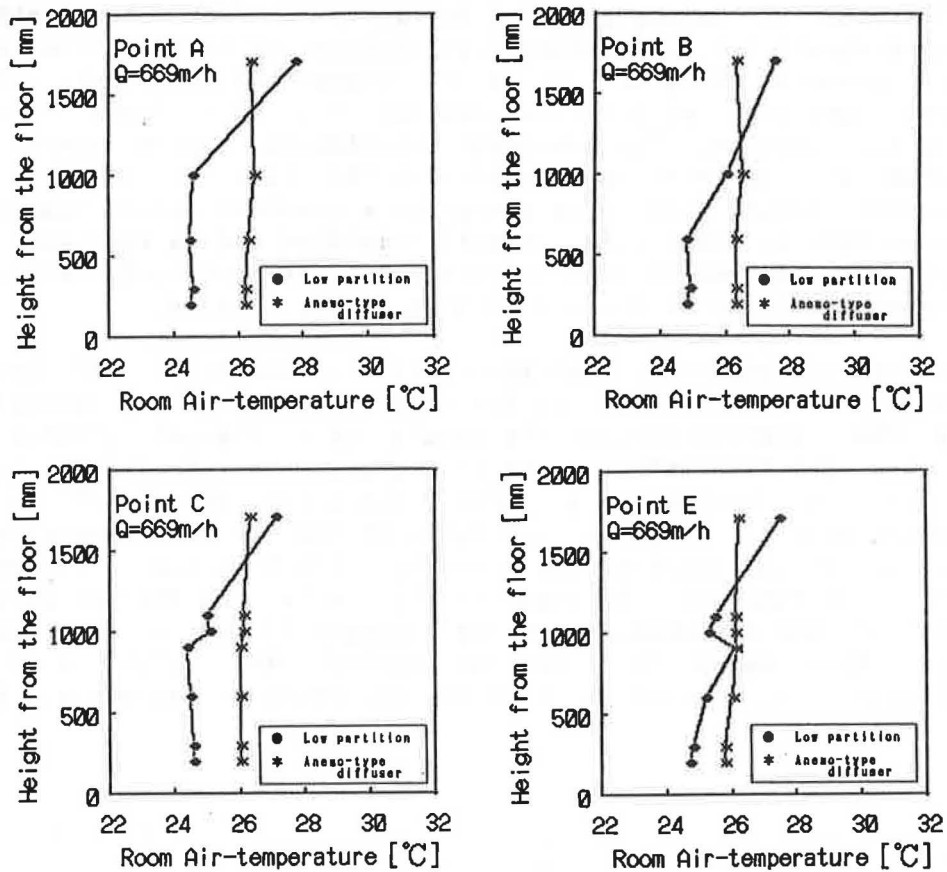 Height from the floor [mm]
2000
1500
1000
500
0
Point A
Q=669m/h
Low partition
Anemo-type
diffuser
22 24 26 28 30 32
Room Air-temperature [℃]
Height from the floor [mm]
2000
1500
1000
500
0
Point B
Q=669m/h
Low partition
Anemo-type
diffuser
22 24 26 28 30 32
Room Air-temperature [℃]
Height from the floor [mm]
2000
1500
1000
500
0
Point C
Q=669m/h
Low partition
Anemo-type
diffuser
22 24 26 28 30 32
Room Air-temperature [℃]
Height from the floor [mm]
2000
1500
1000
500
0
Point E
Q=669m/h
Low partition
Anemo-type
diffuser
22 24 26 28 30 32
Room Air-temperature [℃]